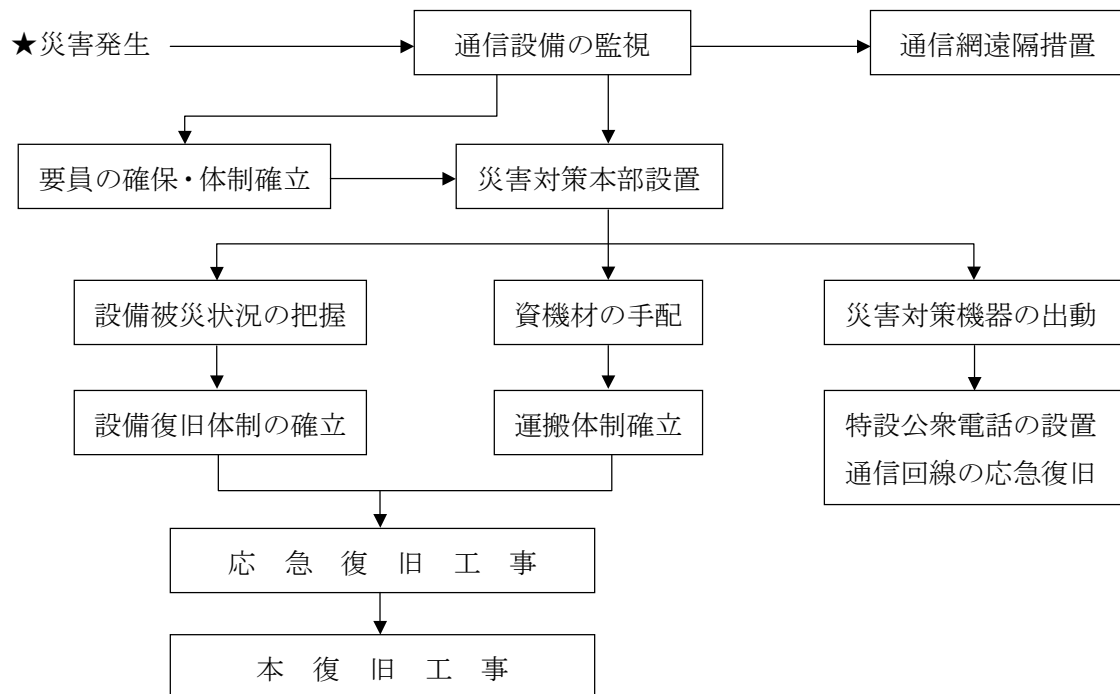 ★災害発生
通信設備の監視
通信網遠隔措置
要員の確保・体制確立
災害対策本部設置
設備被災状況の把握
資機材の手配
災害対策機器の出動
設備復旧体制の確立
運搬体制確立
特設公衆電話の設置
通信回線の応急復旧
応急復旧工事
本復旧工事